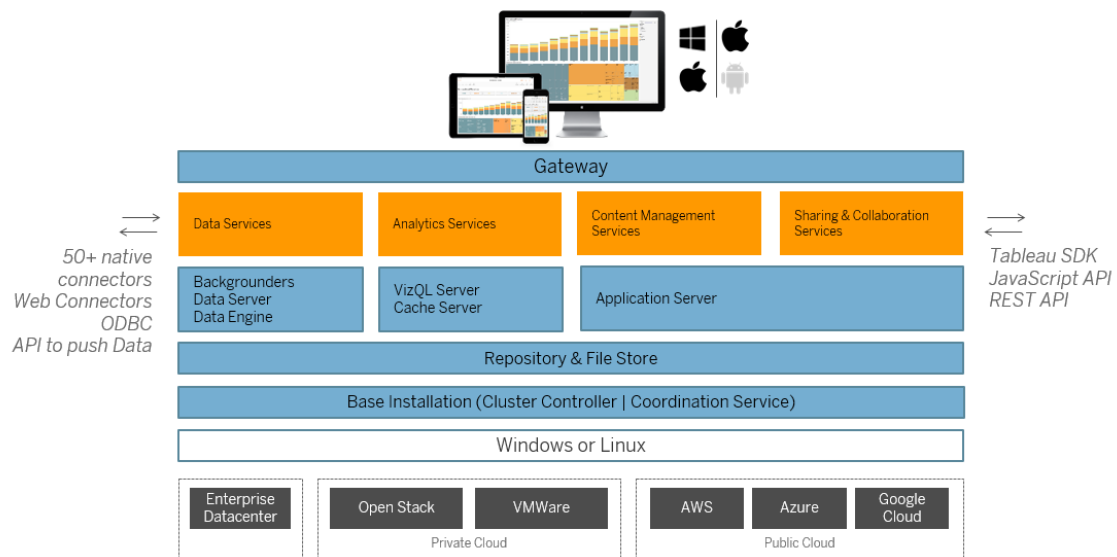 Gateway
Data Services
Analytics Services
Content Management
Services
Sharing & Collaboration
Services
50+ native
connectors
Web Connectors
ODBC
API to push Data
Backgrounders
Data Server
Data Engine
VizQL Server
Cache Server
Application Server
Tableau SDK
JavaScript API
REST API
Repository & File Store
Base Installation (Cluster Controller | Coordination Service)
Windows or Linux
Enterprise
Datacenter
Open Stack
VMWare
Private Cloud
AWS
Azure
Google
Cloud
Public Cloud